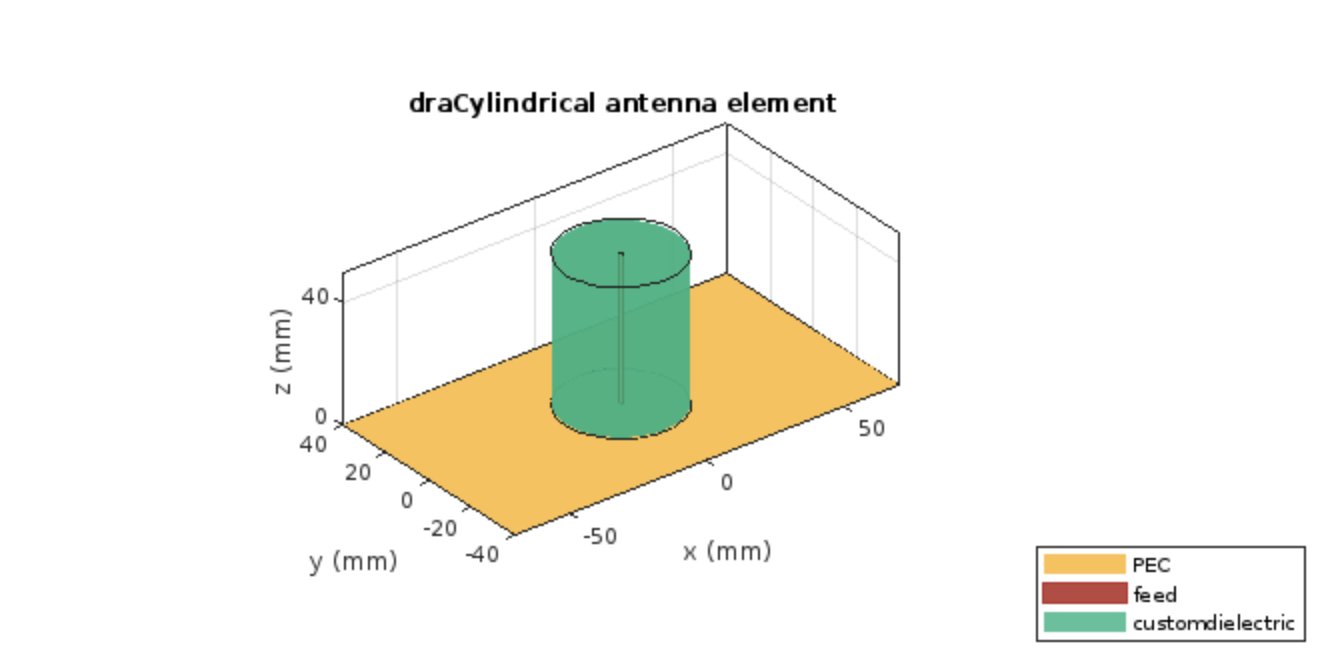 draCylindrical antenna element
40
0
z (mm)
40
20
0
-20
-40
y (mm)
-50
0
50
x (mm)
PEC
feed
customdielectric